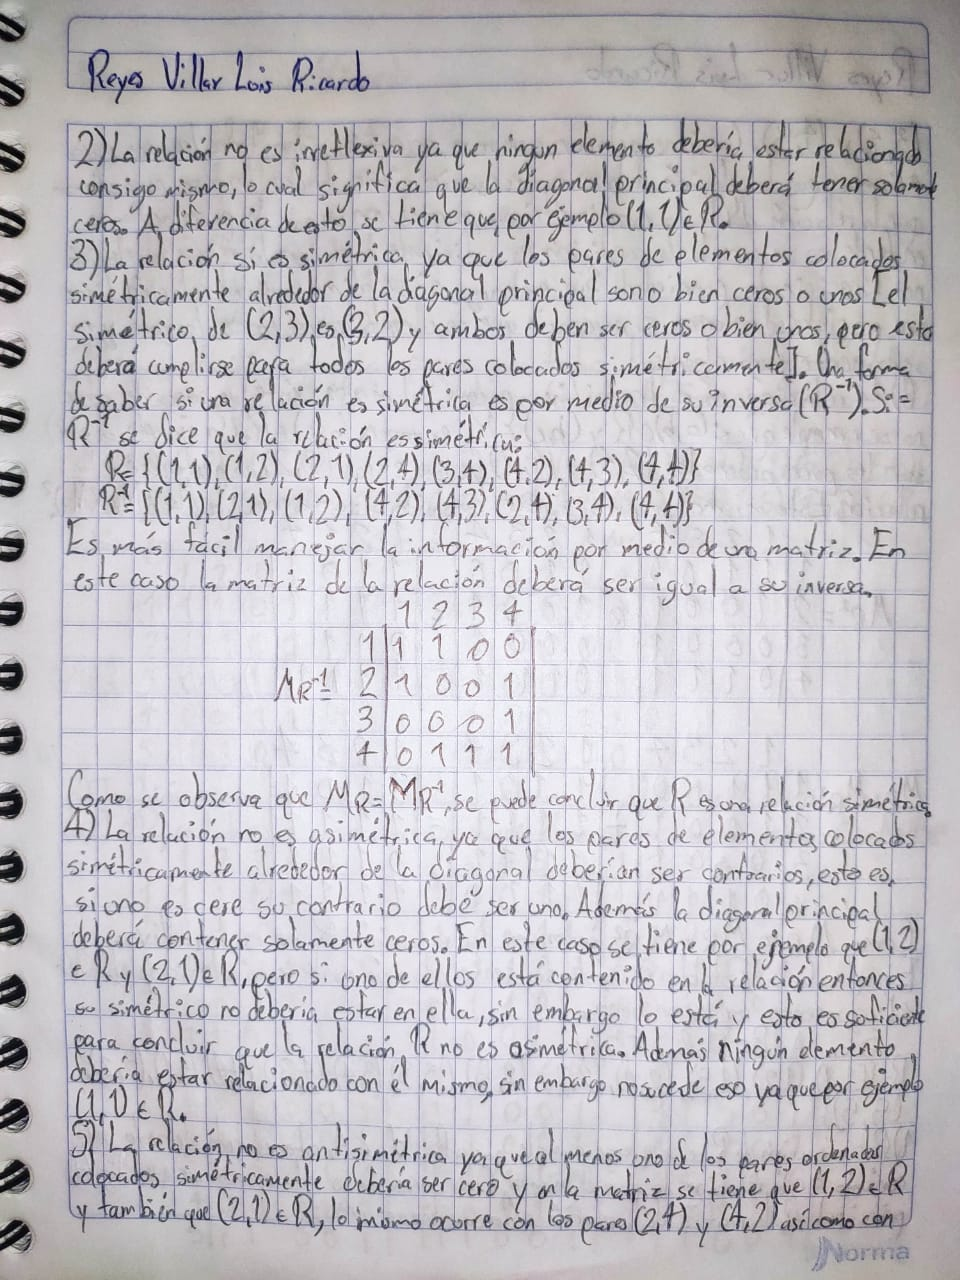 Reyes Villar Luis Ricardo
2) La relación no es irreflexiva ya que ningun elemento debería estar relacionado
consigo mismo, lo cual significa que la diagonal principal deberá tener solamente
ceros. A diferencia de esto, se tiene que, por ejemplo (1,1)∈R.
3) La relación si es simétrica, ya que los pares de elementos colocados
simétricamente alrededor de la diagonal principal son o bien ceros o unos [el
simétrico de (2,3) es (3,2) y ambos deben ser ceros o bien unos, pero esto
deberá cumplirse para todos los pares colocados simétricamente]. Una forma
de saber si una relación es simétrica es por medio de su inversa (R⁻¹). Si =
R⁻¹ se dice que la relación es simétrica:
R={(1,1),(1,2),(2,1),(2,4),(3,4),(4,2),(4,3),(4,4)}
R⁻¹={(1,1),(2,1),(1,2),(4,2),(4,3),(2,4),(3,4),(4,4)}
Es más fácil manejar la información por medio de una matriz. En
este caso la matriz de la relación deberá ser igual a su inversa.
1 2 3 4
1 1 1 0 0
MR⁻¹= 2 1 0 0 1
3 0 0 0 1
4 0 1 1 1
Como se observa que MR=MR⁻¹, se puede concluir que R es una relación simétrica
4) La relación no es asimétrica, ya que los pares de elementos colocados
simétricamente alrededor de la diagonal deberían ser contrarios, esto es,
si uno es cero su contrario debe ser uno. Además la diagonal principal
deberá contener solamente ceros. En este caso se tiene por ejemplo que (1,2)
∈ R y (2,1)∈R, pero si uno de ellos está contenido en la relación entonces
su simétrico no debería estar en ella, sin embargo lo está y esto es suficiente
para concluir que la relación R no es asimétrica. Además ningún elemento
debería estar relacionado con él mismo, sin embargo no sucede eso ya que por ejemplo
(1,1)∈R.
5) La relación no es antisimétrica ya que al menos uno de los pares ordenados
colocados simétricamente debería ser cero y en la matriz se tiene que (1,2)∈R
y también que (2,1)∈R, lo mismo ocurre con los pares (2,4) y (4,2) así como con
Norma